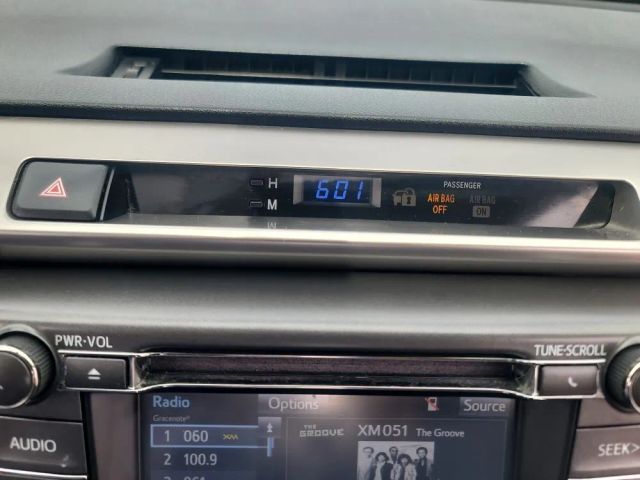 H
601
PASSENGER
M
AIR BAG
OFF
AIR BAG
ON
PWR•VOL
TUNE•SCROLL
Radio
Options
Source
Gracenote®
1 060
THE GROOVE
XM051 The Groove
2 100.9
AUDIO
SEEK>